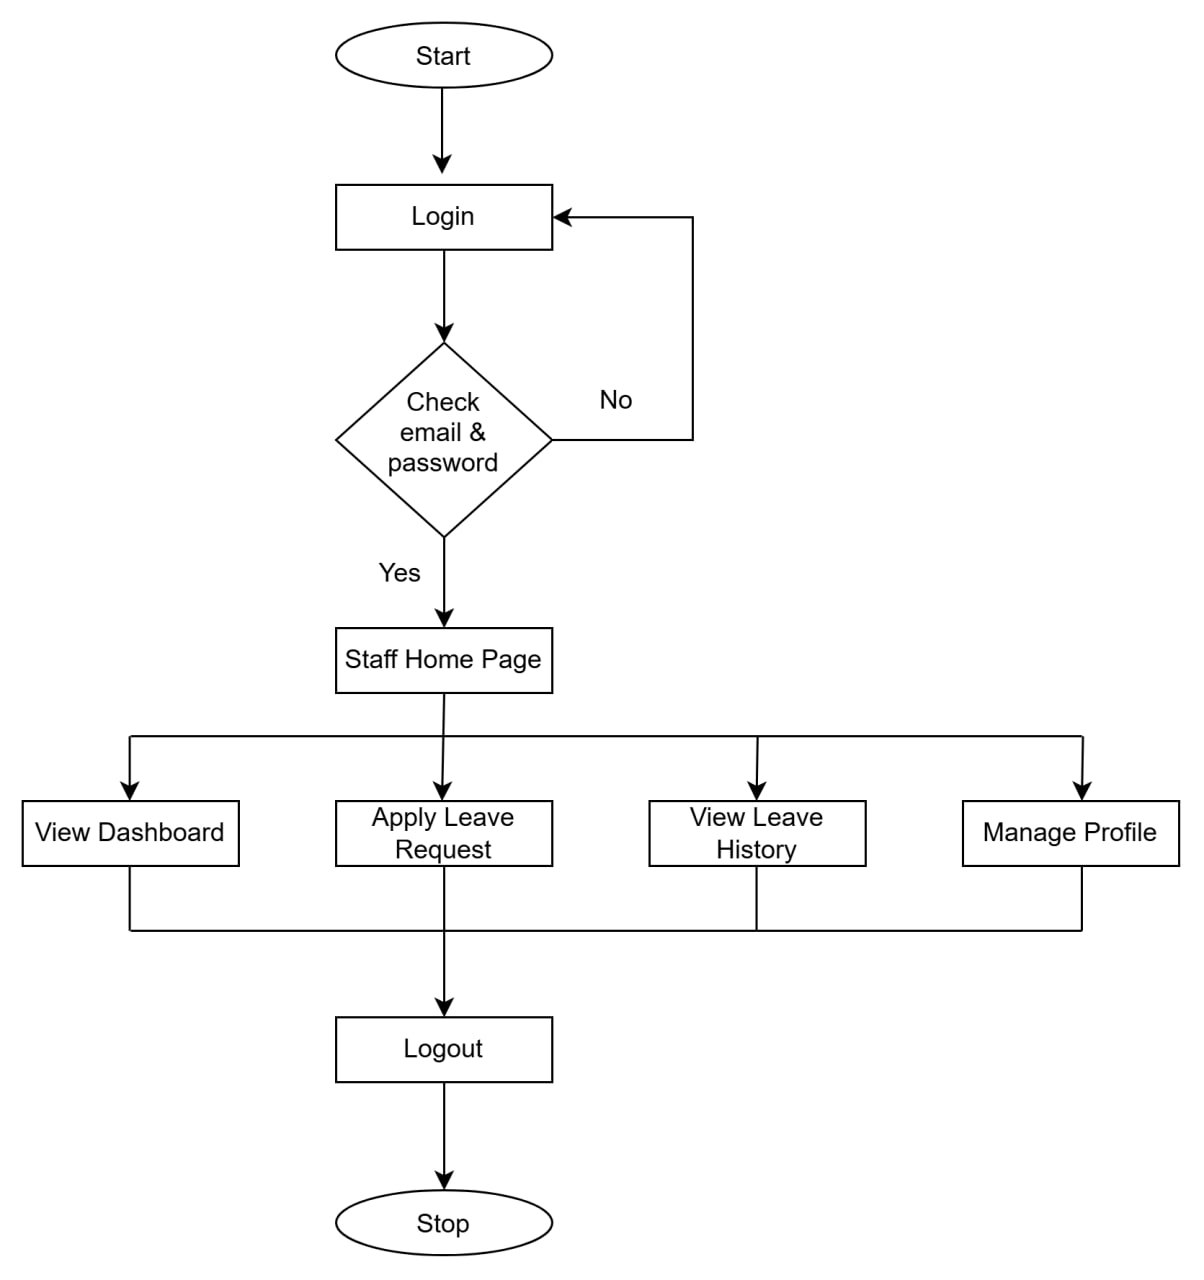 Start
Login
Check
email &
password
No
Yes
Staff Home Page
View Dashboard
Apply Leave
Request
View Leave
History
Manage Profile
Logout
Stop